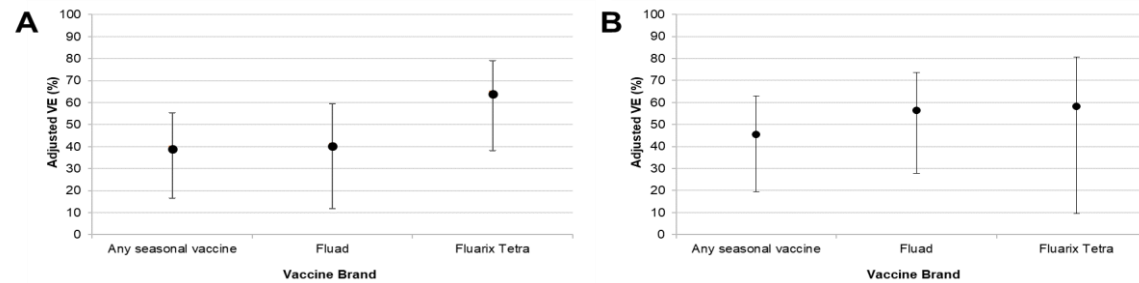 A
Adjusted VE (%)
100
90
80
70
60
50
40
30
20
10
0
Any seasonal vaccine
Fluad
Fluarix Tetra
Vaccine Brand
B
Adjusted VE (%)
100
90
80
70
60
50
40
30
20
10
0
Any seasonal vaccine
Fluad
Fluarix Tetra
Vaccine Brand